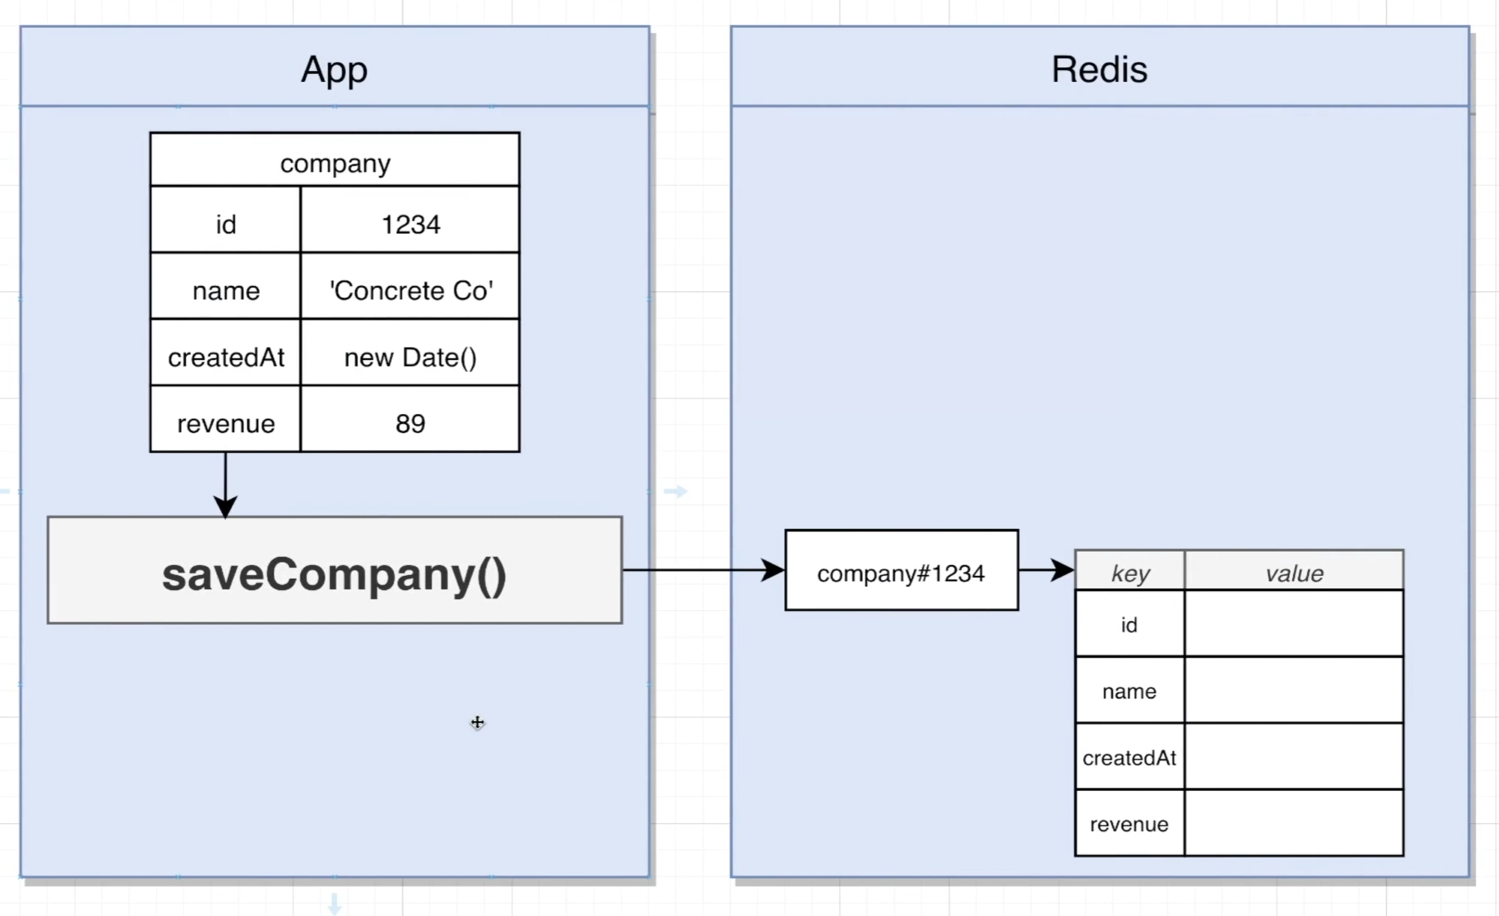 App
company
id 1234
name 'Concrete Co'
createdAt new Date()
revenue 89
saveCompany()
Redis
company#1234
key value
id
name
createdAt
revenue